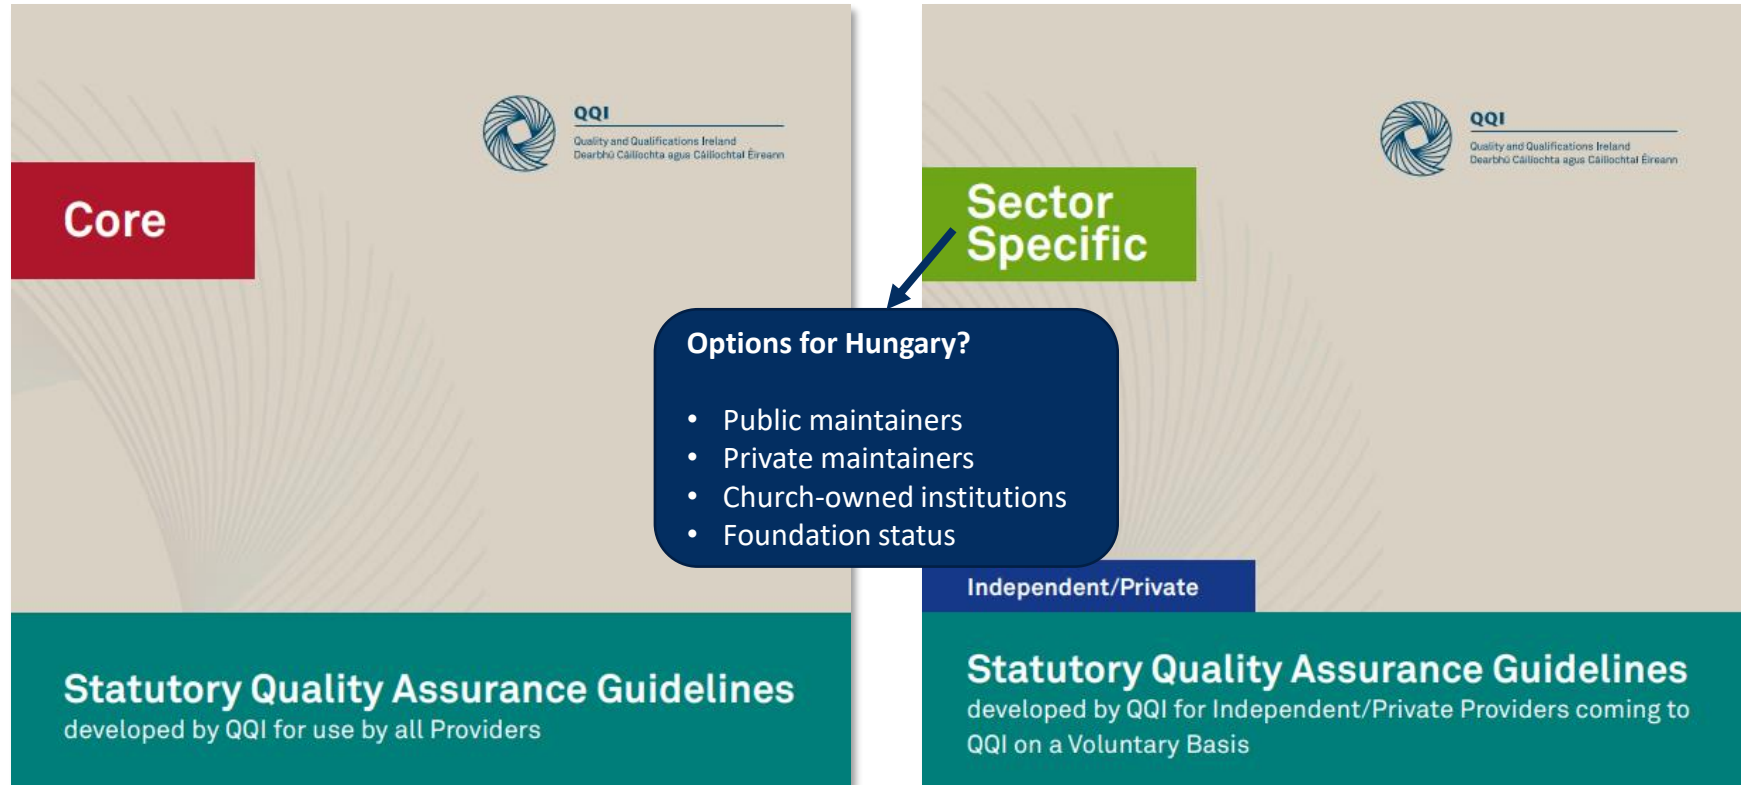 QQI
Quality and Qualifications Ireland
Dearbhú Cáilíochta agus Cáilíochtaí Éireann
Core
Statutory Quality Assurance Guidelines
developed by QQI for use by all Providers
QQI
Quality and Qualifications Ireland
Dearbhú Cáilíochta agus Cáilíochtaí Éireann
Sector
Specific
Options for Hungary?
• Public maintainers
• Private maintainers
• Church-owned institutions
• Foundation status
Independent/Private
Statutory Quality Assurance Guidelines
developed by QQI for Independent/Private Providers coming to
QQI on a Voluntary Basis